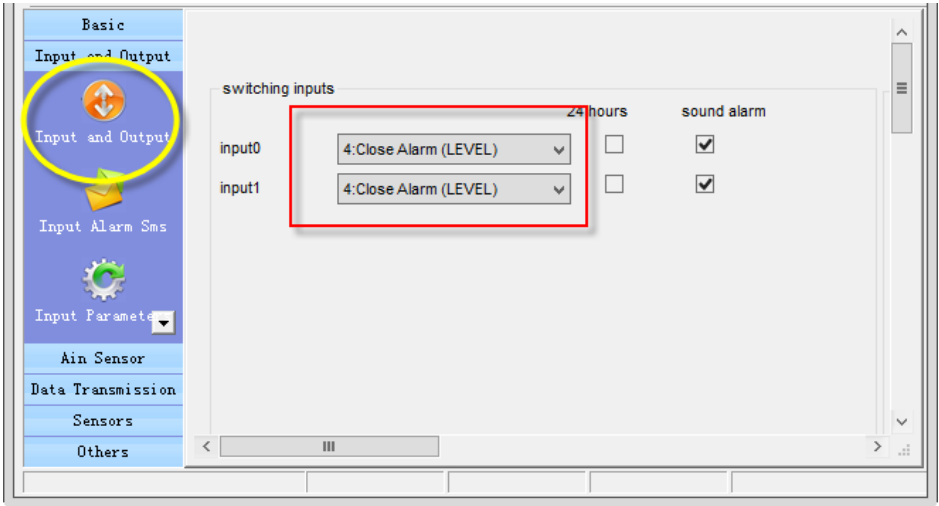 Basic
Input and Output
Input and Output
Input Alarm Sms
Input Paramete
Ain Sensor
Data Transmission
Sensors
Others
switching inputs
24 hours
sound alarm
input0
4:Close Alarm (LEVEL)
input1
4:Close Alarm (LEVEL)